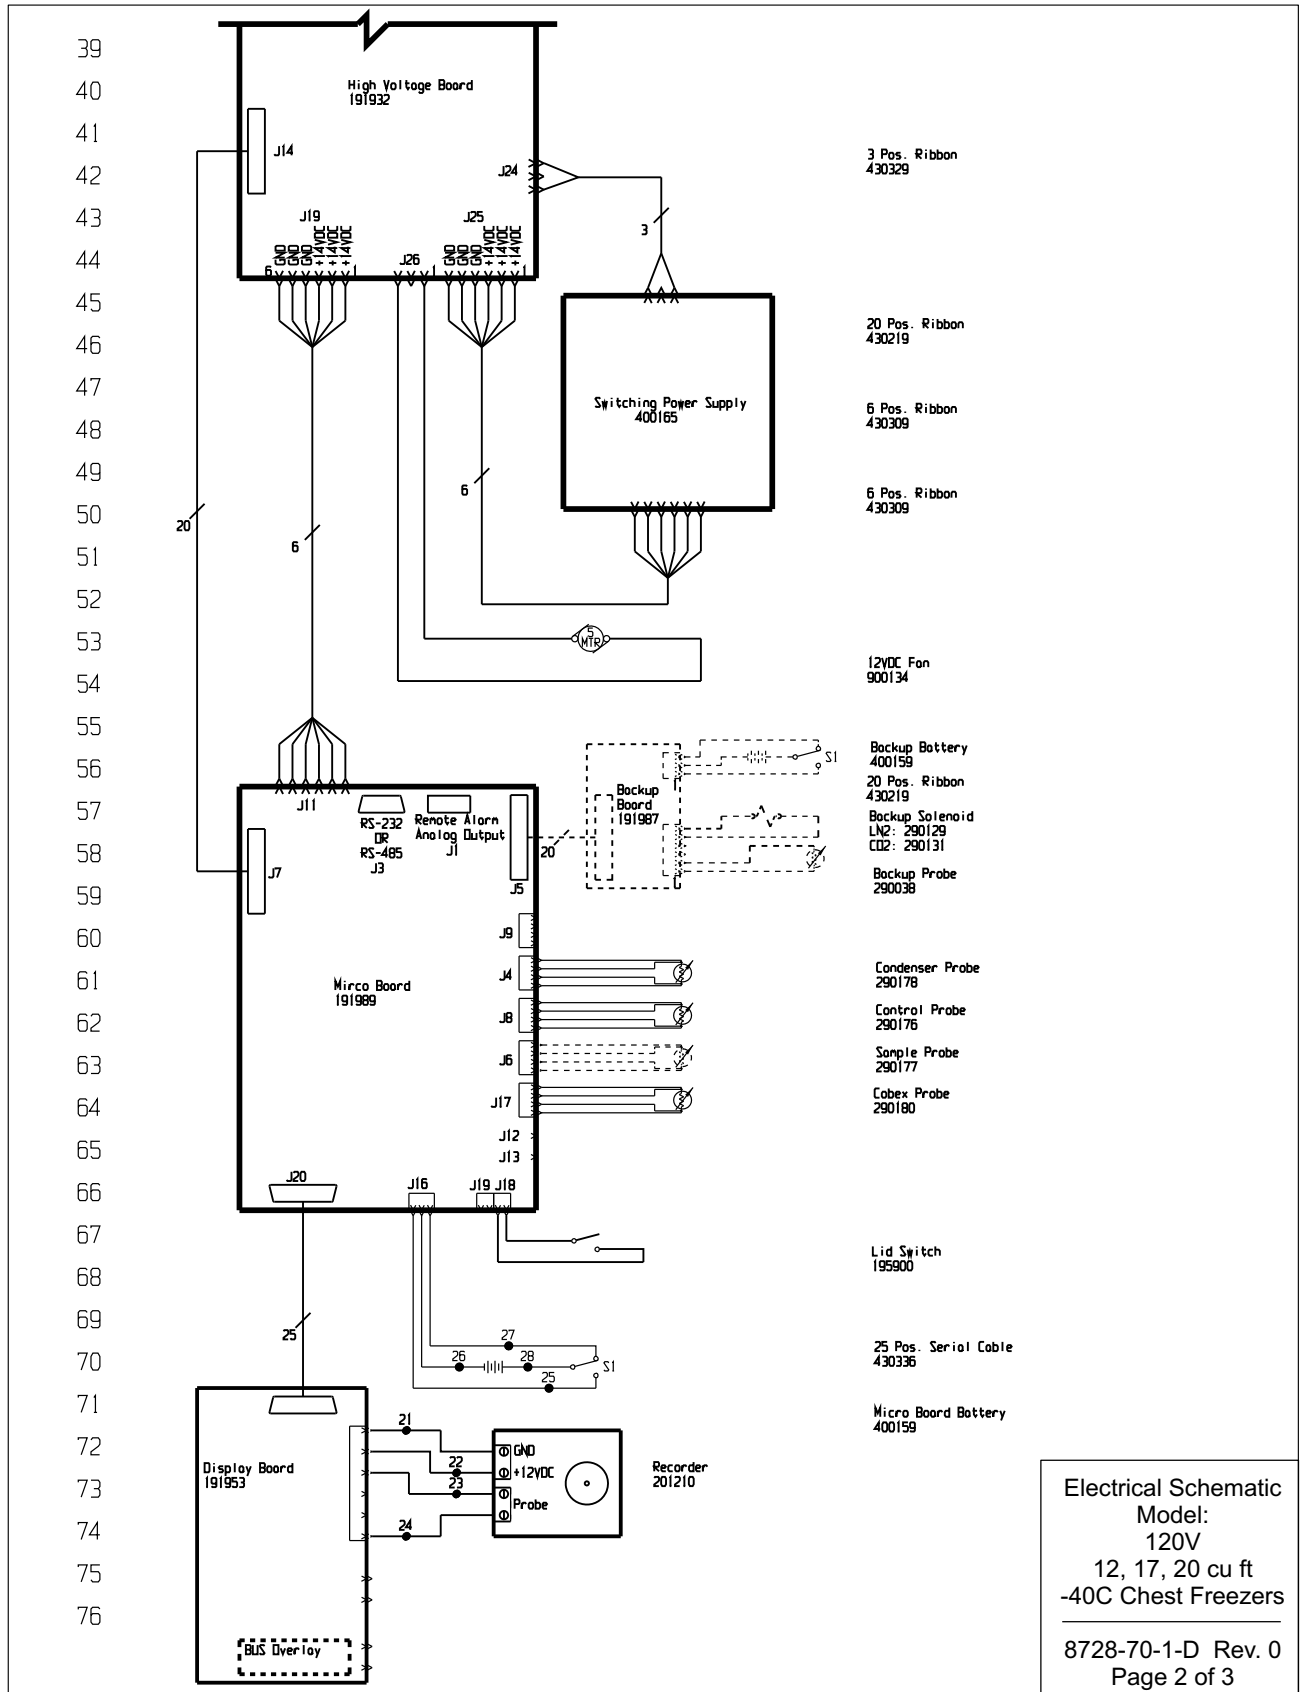 39
40
41
42
43
44
45
46
47
48
49
50
51
52
53
54
55
56
57
58
59
60
61
62
63
64
65
66
67
68
69
70
71
72
73
74
75
76
High Voltage Board
191932
J14
J24
3 Pos. Ribbon
430329
J19
J25
3
GND
GND
GND
+14VDC
+14VDC
+14VDC
6
1
J26
1
GND
GND
GND
+14VDC
+14VDC
+14VDC
1
20 Pos. Ribbon
430219
Switching Power Supply
400165
6 Pos. Ribbon
430309
6
6 Pos. Ribbon
430309
20
6
5
MTR
12VDC Fan
900134
S1
Backup Battery
400159
20 Pos. Ribbon
430219
Backup
Board
191987
J11
RS-232
OR
RS-485
J3
Remote Alarm
Analog Output
J1
20
Backup Solenoid
LN2: 290129
CO2: 290131
J7
J5
Backup Probe
290038
J9
Mirco Board
191989
J4
Condenser Probe
290178
J8
Control Probe
290176
J6
Sample Probe
290177
J17
Cobex Probe
290180
J12
J13
J20
J16
J19
J18
Lid Switch
195900
25
27
26
28
S1
25
25 Pos. Serial Cable
430336
Micro Board Battery
400159
21
22
23
24
GND
+12VDC
Probe
Display Board
191953
Recorder
201210
BUS Overlay
Electrical Schematic
Model:
120V
12, 17, 20 cu ft
-40C Chest Freezers
8728-70-1-D Rev. 0
Page 2 of 3